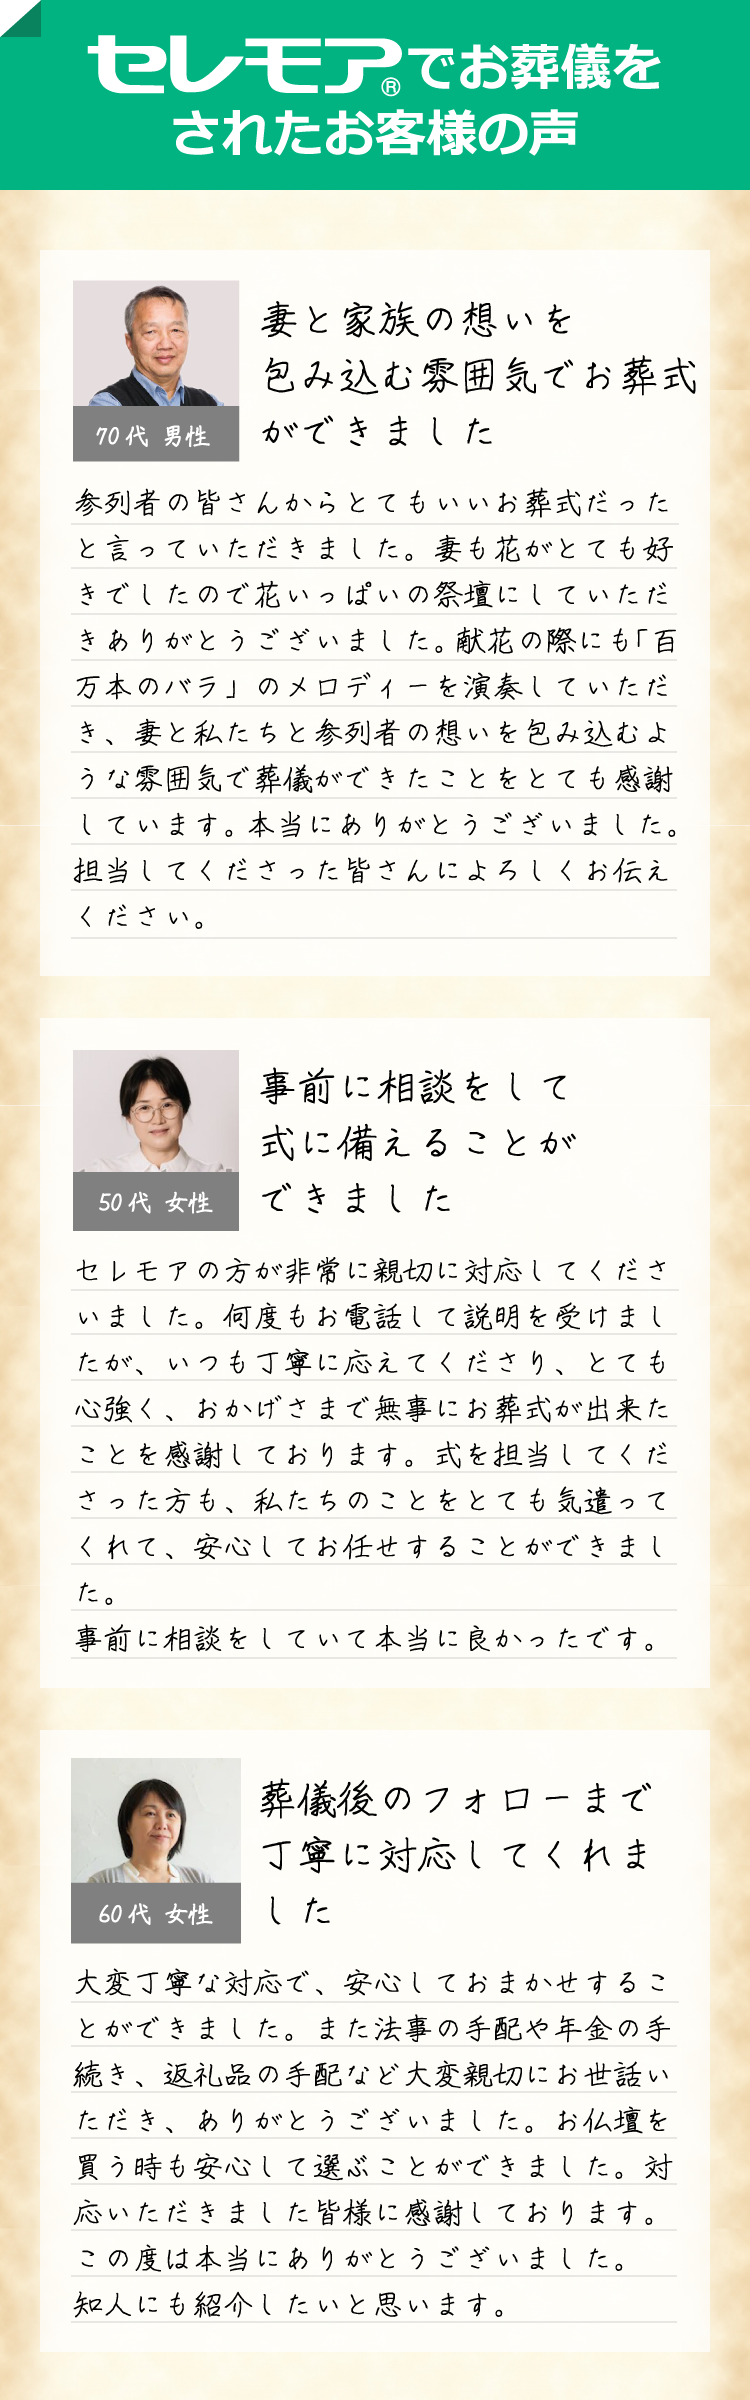 セレモア®でお葬儀を
されたお客様の声
妻と家族の想いを
包み込む雰囲気でお葬式
ができました
70代 男性
参列者の皆さんからとてもいいお葬式だった
と言っていただきました。妻も花がとても好
きでしたので花いっぱいの祭壇にしていただ
きありがとうございました。献花の際にも「百
万本のバラ」のメロディーを演奏していただ
き、妻と私たちと参列者の想いを包み込むよ
うな雰囲気で葬儀ができたことをとても感謝
しています。本当にありがとうございました。
担当してくださった皆さんによろしくお伝え
ください。
事前に相談をして
式に備えることが
できました
50代 女性
セレモアの方が非常に親切に対応してくださ
いました。何度もお電話して説明を受けまし
たが、いつも丁寧に応えてくださり、とても
心強く、おかげさまで無事にお葬式が出来た
ことを感謝しております。式を担当してくだ
さった方も、私たちのことをとても気遣って
くれて、安心してお任せすることができまし
た。
事前に相談をしていて本当に良かったです。
葬儀後のフォローまで
丁寧に対応してくれま
した
60代 女性
大変丁寧な対応で、安心しておまかせするこ
とができました。また法事の手配や年金の手
続き、返礼品の手配など大変親切にお世話い
ただき、ありがとうございました。お仏壇を
買う時も安心して選ぶことができました。対
応いただきました皆様に感謝しております。
この度は本当にありがとうございました。
知人にも紹介したいと思います。